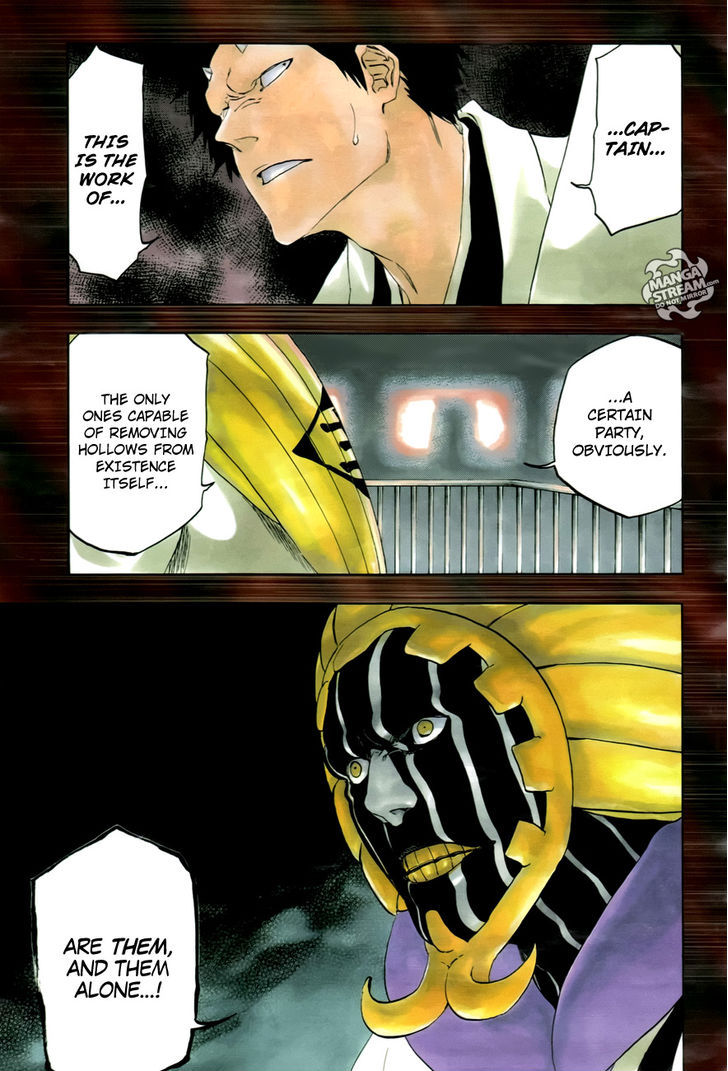 ...CAP-
TAIN...
THIS
IS THE
WORK
OF...
MANGA
STREAM.com
DO NOT MIRROR
...A
CERTAIN
PARTY,
OBVIOUSLY.
THE ONLY
ONES CAPABLE
OF REMOVING
HOLLOWS FROM
EXISTENCE
ITSELF...
ARE THEM,
AND THEM
ALONE...!